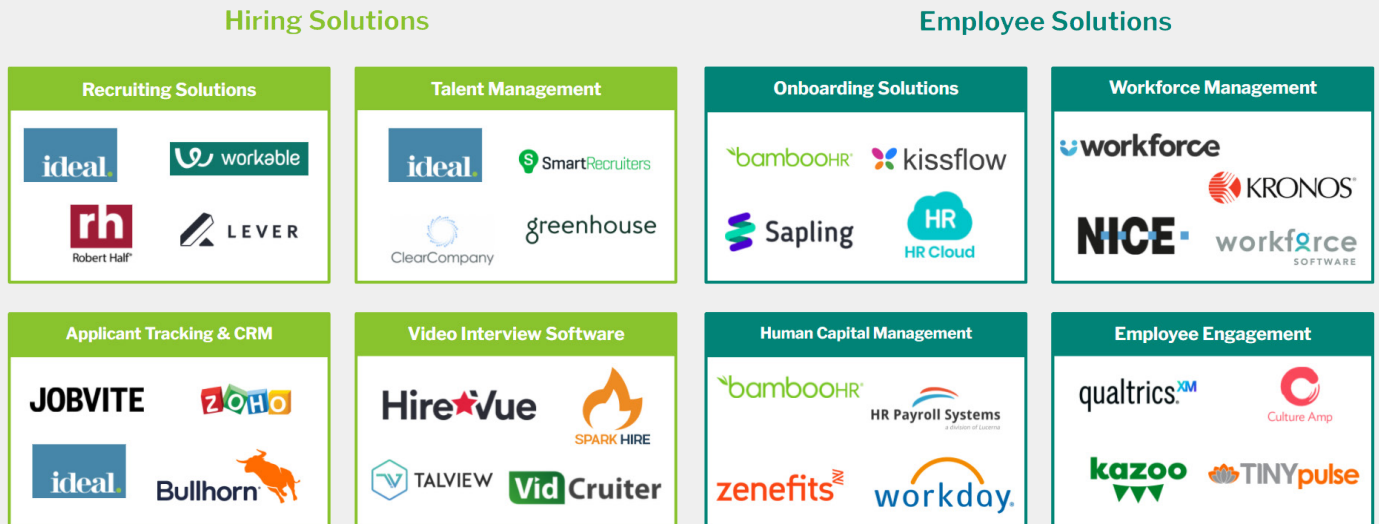 Hiring Solutions
Employee Solutions
Recruiting Solutions
ideal.
workable
rh
Robert Half®
LEVER
Talent Management
ideal.
S SmartRecruiters
ClearCompany
greenhouse
Onboarding Solutions
bambooHR®
kissflow
Sapling
HR
HR Cloud
Workforce Management
workforce
KRONOS®
NICE
workforce
SOFTWARE
Applicant Tracking & CRM
JOBVITE
ZOHO
ideal.
Bullhorn®
Video Interview Software
HireVue
SPARK HIRE
TALVIEW
VidCruiter
Human Capital Management
bambooHR®
HR Payroll Systems
a division of Lucerna
zenefits
workday.
Employee Engagement
qualtrics.XM
Culture Amp
kazoo
TINYpulse